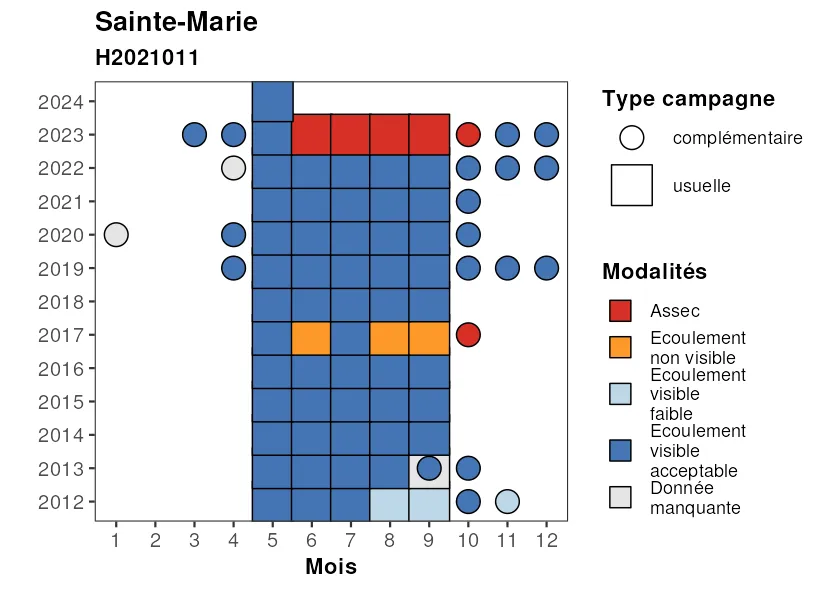 Sainte-Marie
H2021011
2024
2023
2022
2021
2020
2019
2018
2017
2016
2015
2014
2013
2012
1 2 3 4 5 6 7 8 9 10 11 12
Mois
Type campagne
complémentaire
usuelle
Modalités
Assec
Ecoulement
non visible
Ecoulement
visible
faible
Ecoulement
visible
acceptable
Donnée
manquante